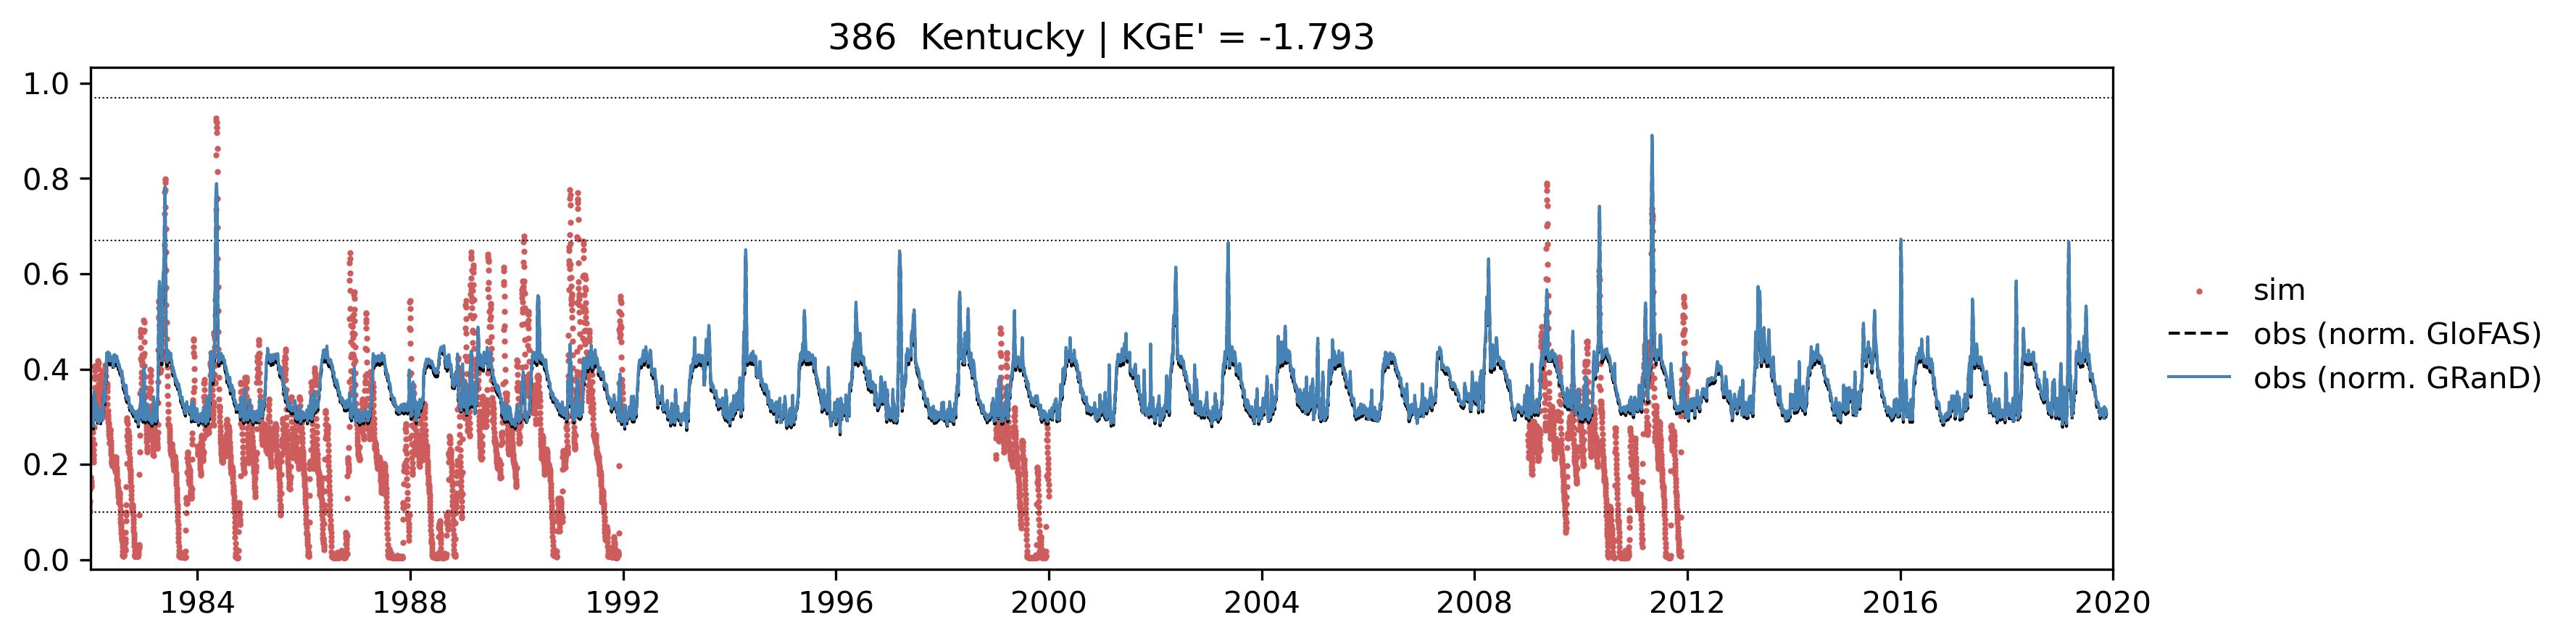 386  Kentucky | KGE' = -1.793
1.0
0.8
0.6
0.4
0.2
0.0
1984 1988 1992 1996 2000 2004 2008 2012 2016 2020
sim
obs (norm. GloFAS)
obs (norm. GRanD)